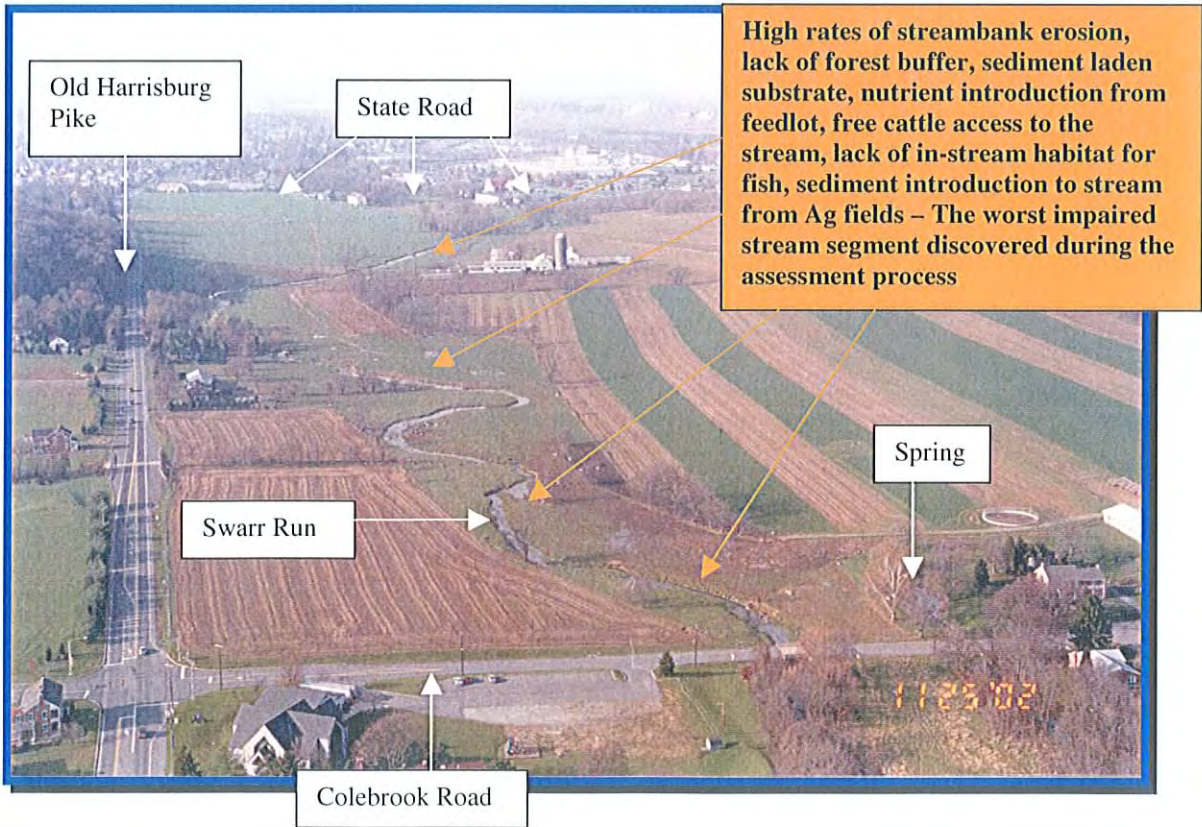 High rates of streambank erosion,
lack of forest buffer, sediment laden
substrate, nutrient introduction from
feedlot, free cattle access to the
stream, lack of in-stream habitat for
fish, sediment introduction to stream
from Ag fields – The worst impaired
stream segment discovered during the
assessment process
Old Harrisburg
Pike
State Road
Spring
Swarr Run
11 25 '02
Colebrook Road